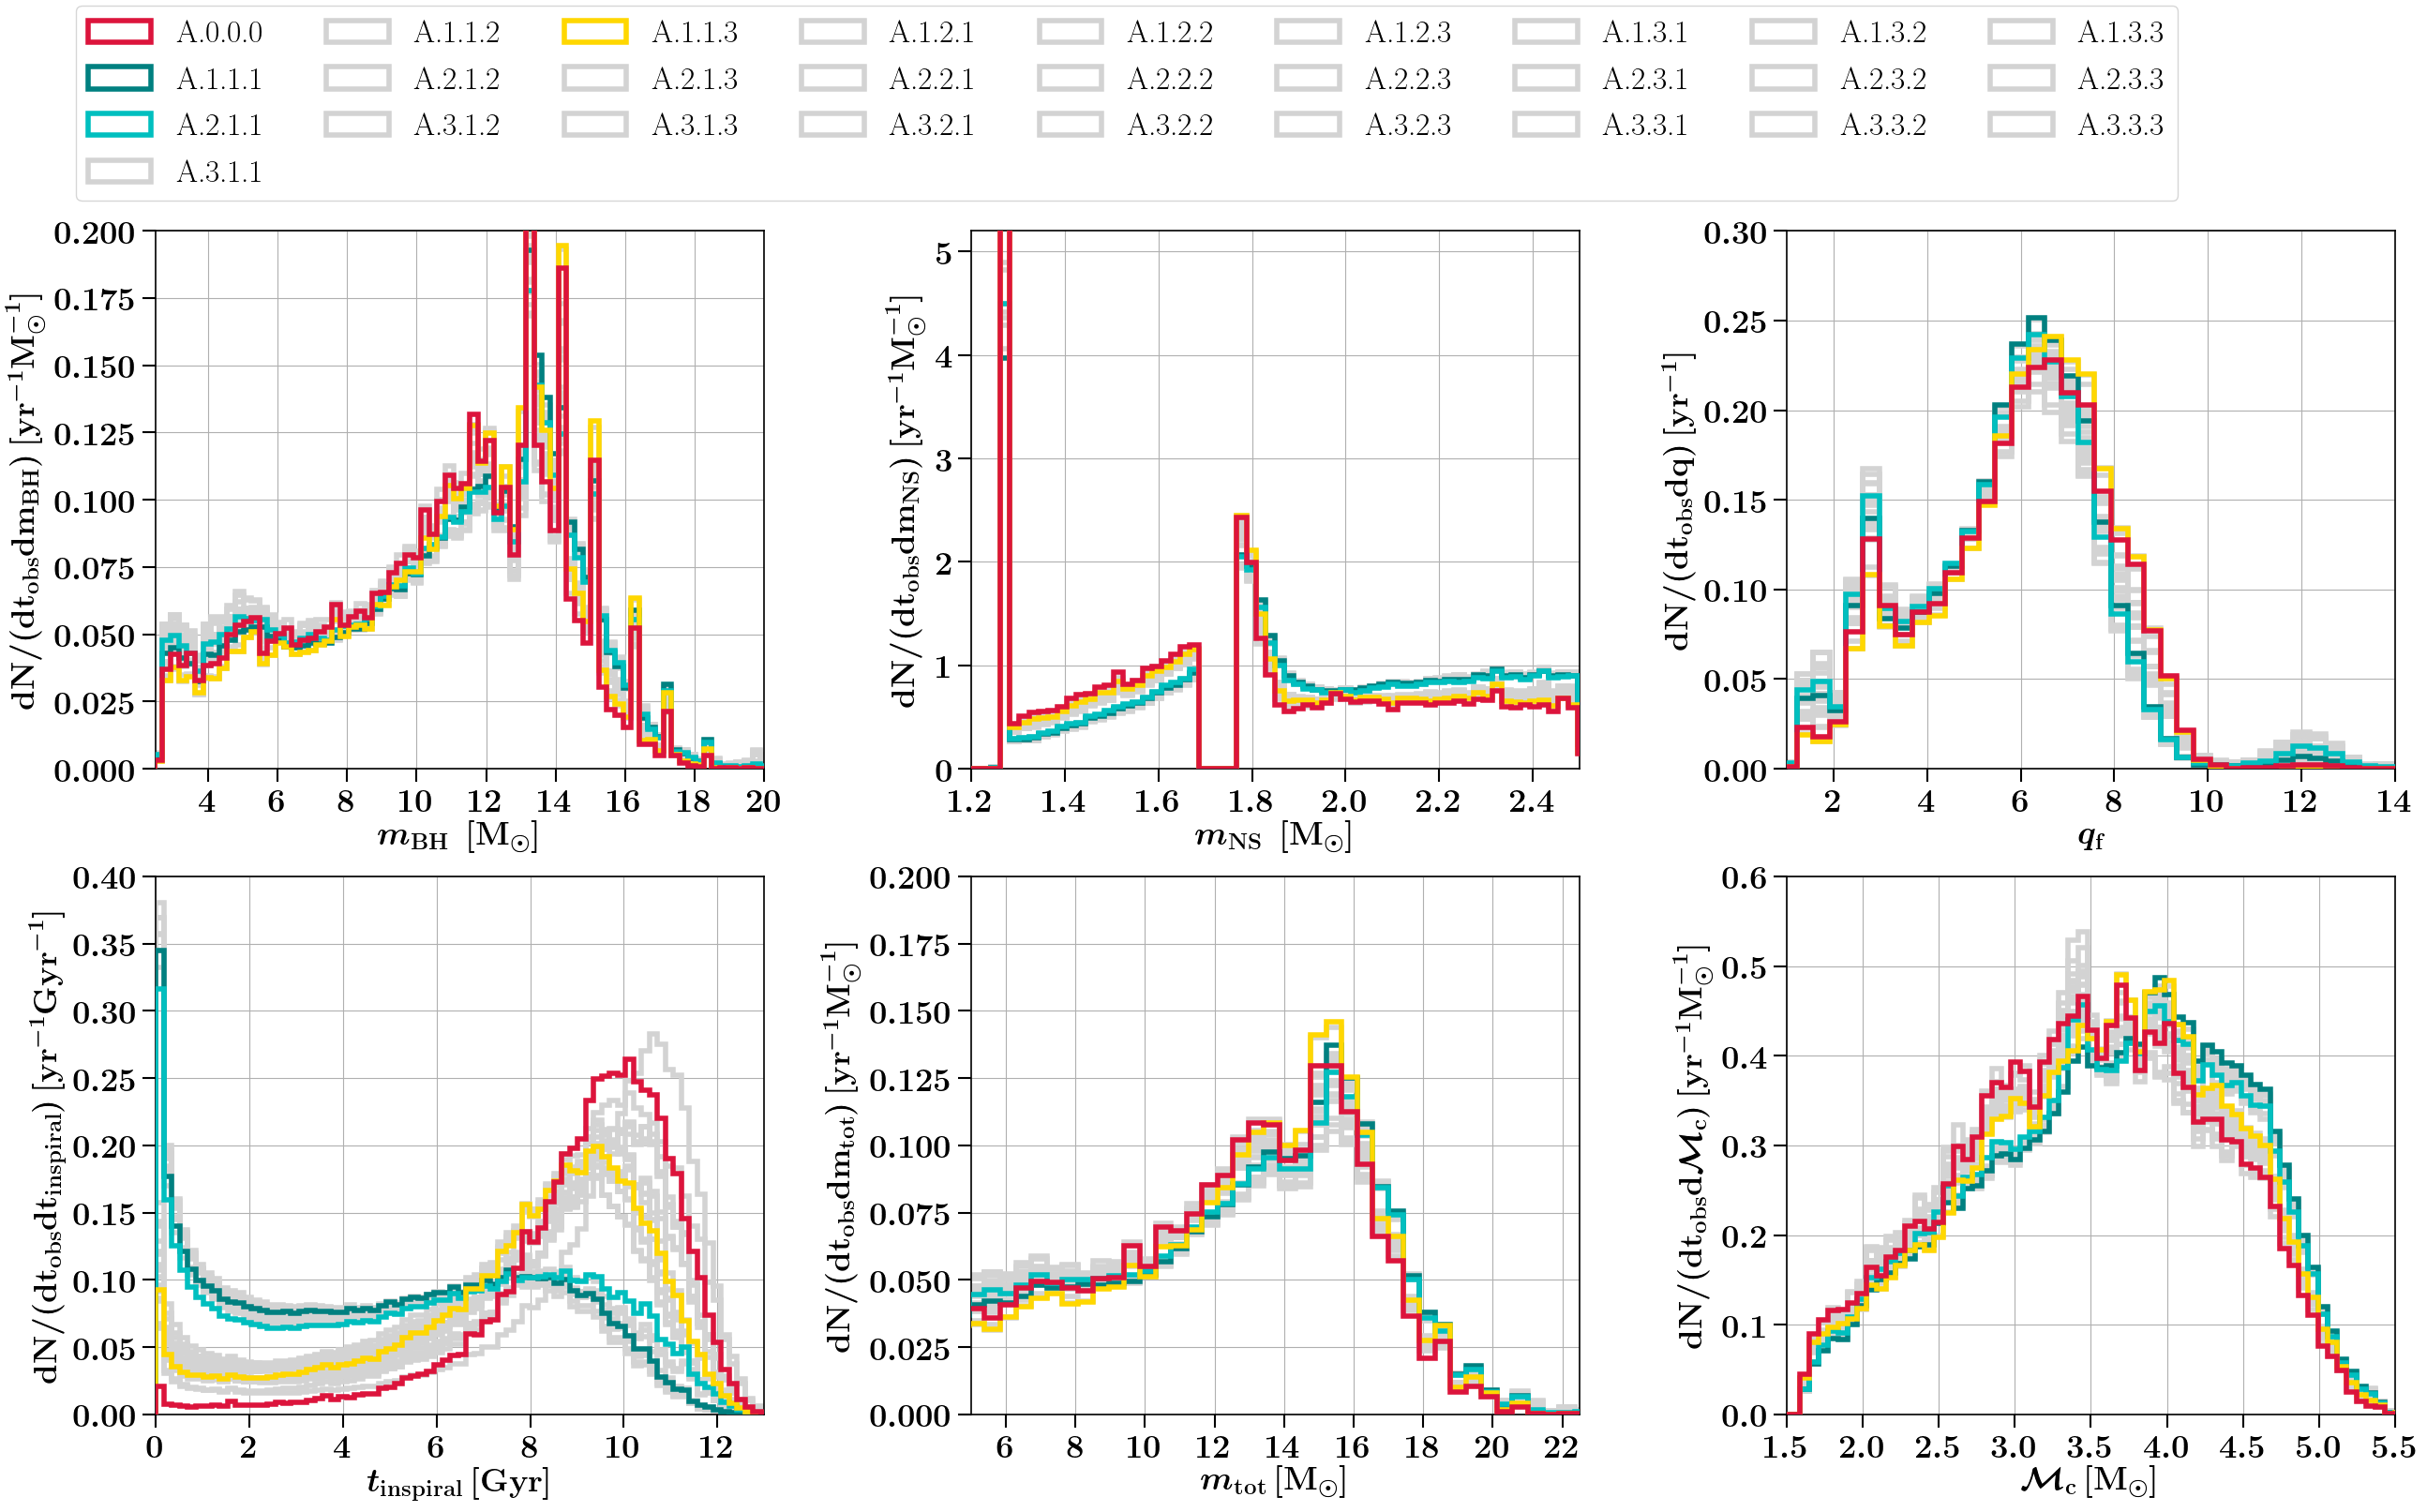 A.0.0.0 A.1.1.2 A.1.1.3 A.1.2.1 A.1.2.2 A.1.2.3 A.1.3.1 A.1.3.2 A.1.3.3
A.1.1.1 A.2.1.2 A.2.1.3 A.2.2.1 A.2.2.2 A.2.2.3 A.2.3.1 A.2.3.2 A.2.3.3
A.2.1.1 A.3.1.2 A.3.1.3 A.3.2.1 A.3.2.2 A.3.2.3 A.3.3.1 A.3.3.2 A.3.3.3
A.3.1.1
dN/(dt_obs dm_BH) [yr⁻¹M⊙⁻¹]
0.200
0.175
0.150
0.125
0.100
0.075
0.050
0.025
0.000
4 6 8 10 12 14 16 18 20
m_BH [M⊙]
dN/(dt_obs dm_NS) [yr⁻¹M⊙⁻¹]
5
4
3
2
1
0
1.2 1.4 1.6 1.8 2.0 2.2 2.4
m_NS [M⊙]
dN/(dt_obs dq) [yr⁻¹]
0.30
0.25
0.20
0.15
0.10
0.05
0.00
2 4 6 8 10 12 14
q_f
dN/(dt_obs dt_inspiral) [yr⁻¹Gyr⁻¹]
0.40
0.35
0.30
0.25
0.20
0.15
0.10
0.05
0.00
0 2 4 6 8 10 12
t_inspiral [Gyr]
dN/(dt_obs dm_tot) [yr⁻¹M⊙⁻¹]
0.200
0.175
0.150
0.125
0.100
0.075
0.050
0.025
0.000
6 8 10 12 14 16 18 20 22
m_tot [M⊙]
dN/(dt_obs dℳ_c) [yr⁻¹M⊙⁻¹]
0.6
0.5
0.4
0.3
0.2
0.1
0.0
1.5 2.0 2.5 3.0 3.5 4.0 4.5 5.0 5.5
ℳ_c [M⊙]